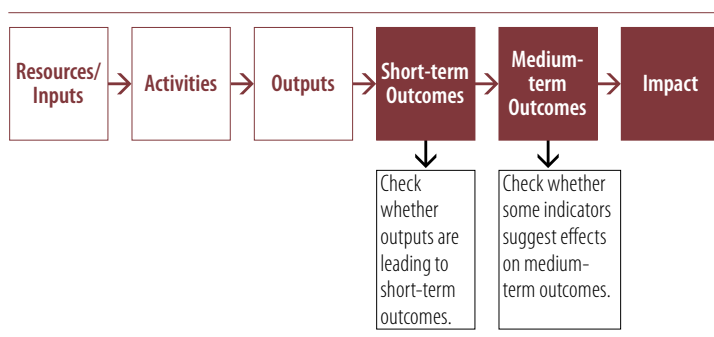 Resources/
Inputs
Activities
Outputs
Short-term
Outcomes
Medium-
term
Outcomes
Impact
Check
whether
outputs are
leading to
short-term
outcomes.
Check whether
some indicators
suggest effects
on medium-
term outcomes.